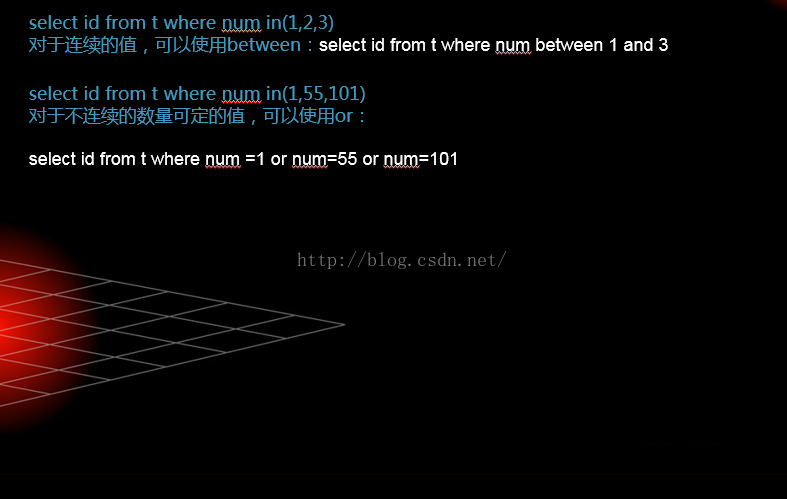 select id from t where num in(1,2,3)
对于连续的值，可以使用between：select id from t where num between 1 and 3
select id from t where num in(1,55,101)
对于不连续的数量可定的值，可以使用or：
select id from t where num =1 or num=55 or num=101
http://blog.csdn.net/